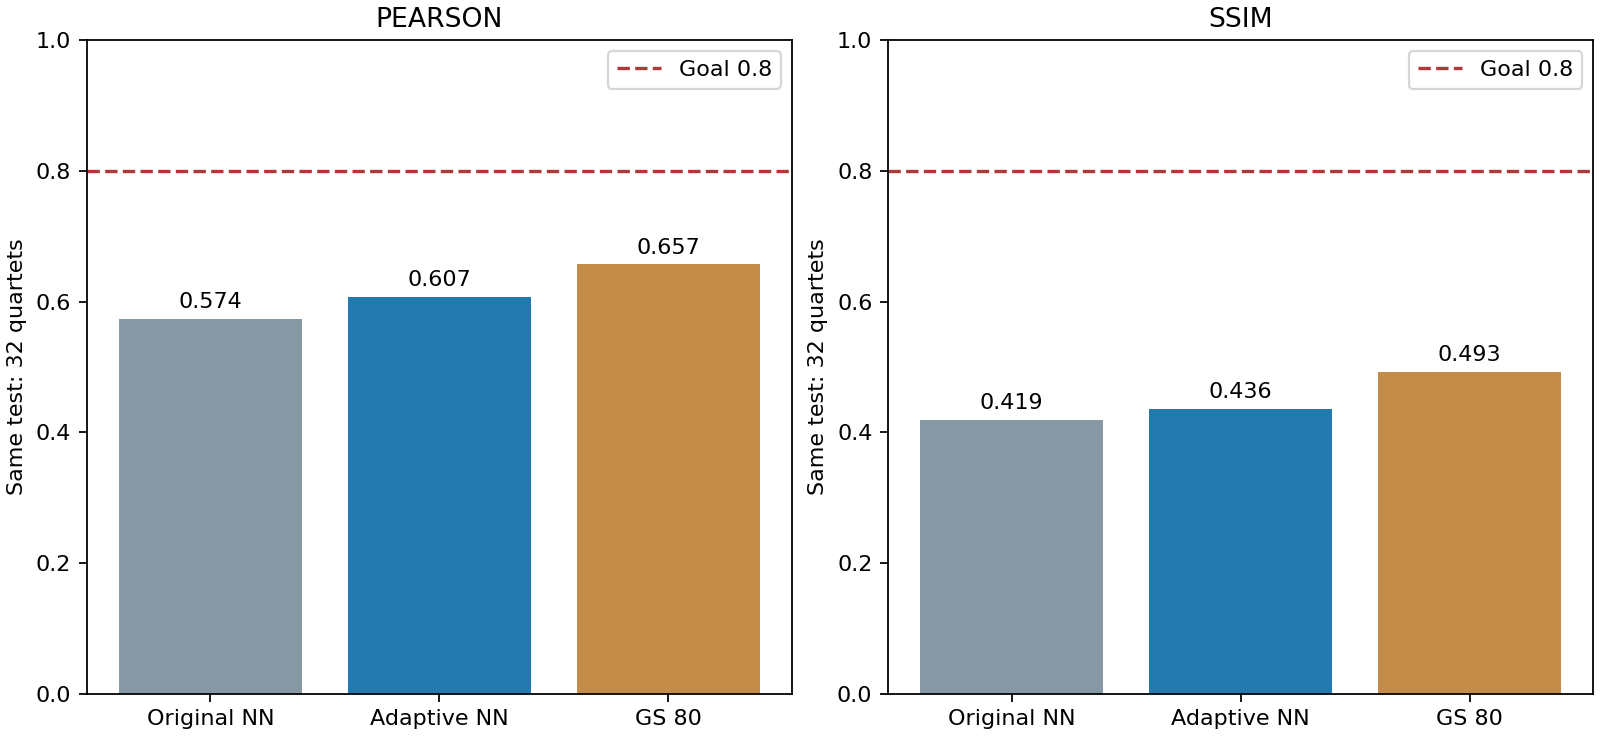 PEARSON
1.0
0.8
0.6
0.4
0.2
0.0
Same test: 32 quartets
Goal 0.8
0.574
0.607
0.657
Original NN
Adaptive NN
GS 80
SSIM
1.0
0.8
0.6
0.4
0.2
0.0
Same test: 32 quartets
Goal 0.8
0.419
0.436
0.493
Original NN
Adaptive NN
GS 80